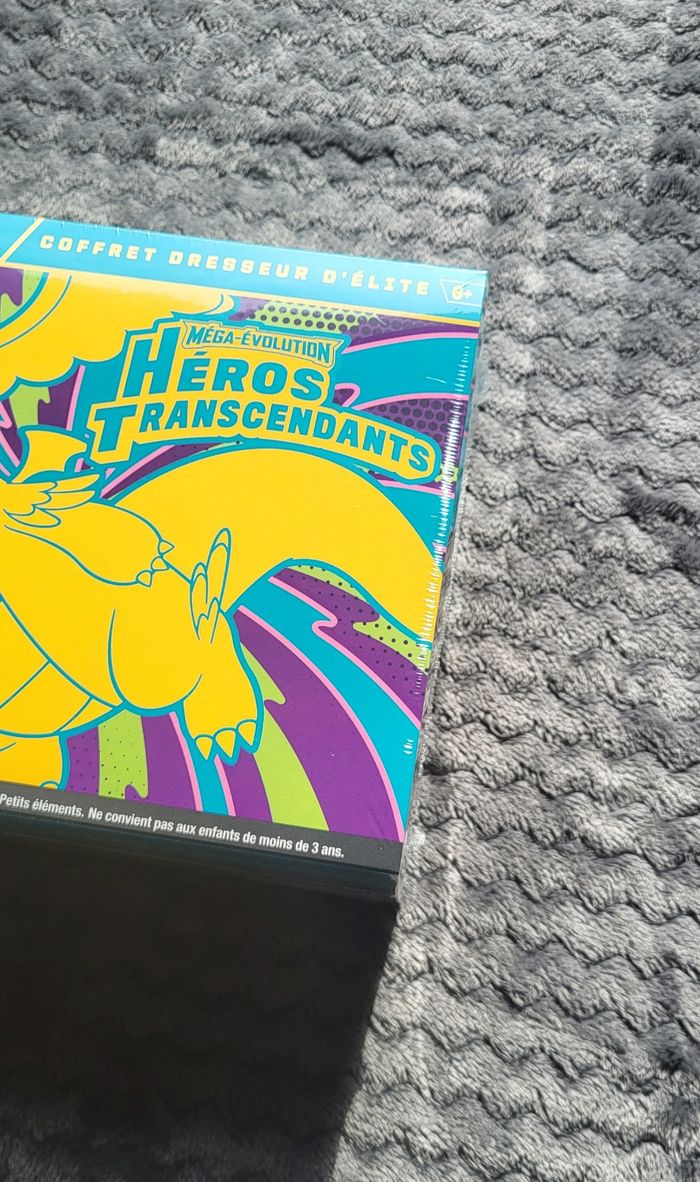 COFFRET DRESSEUR D'ÉLITE
6+
MÉGA-ÉVOLUTION
HÉROS
TRANSCENDANTS
Petits éléments. Ne convient pas aux enfants de moins de 3 ans.